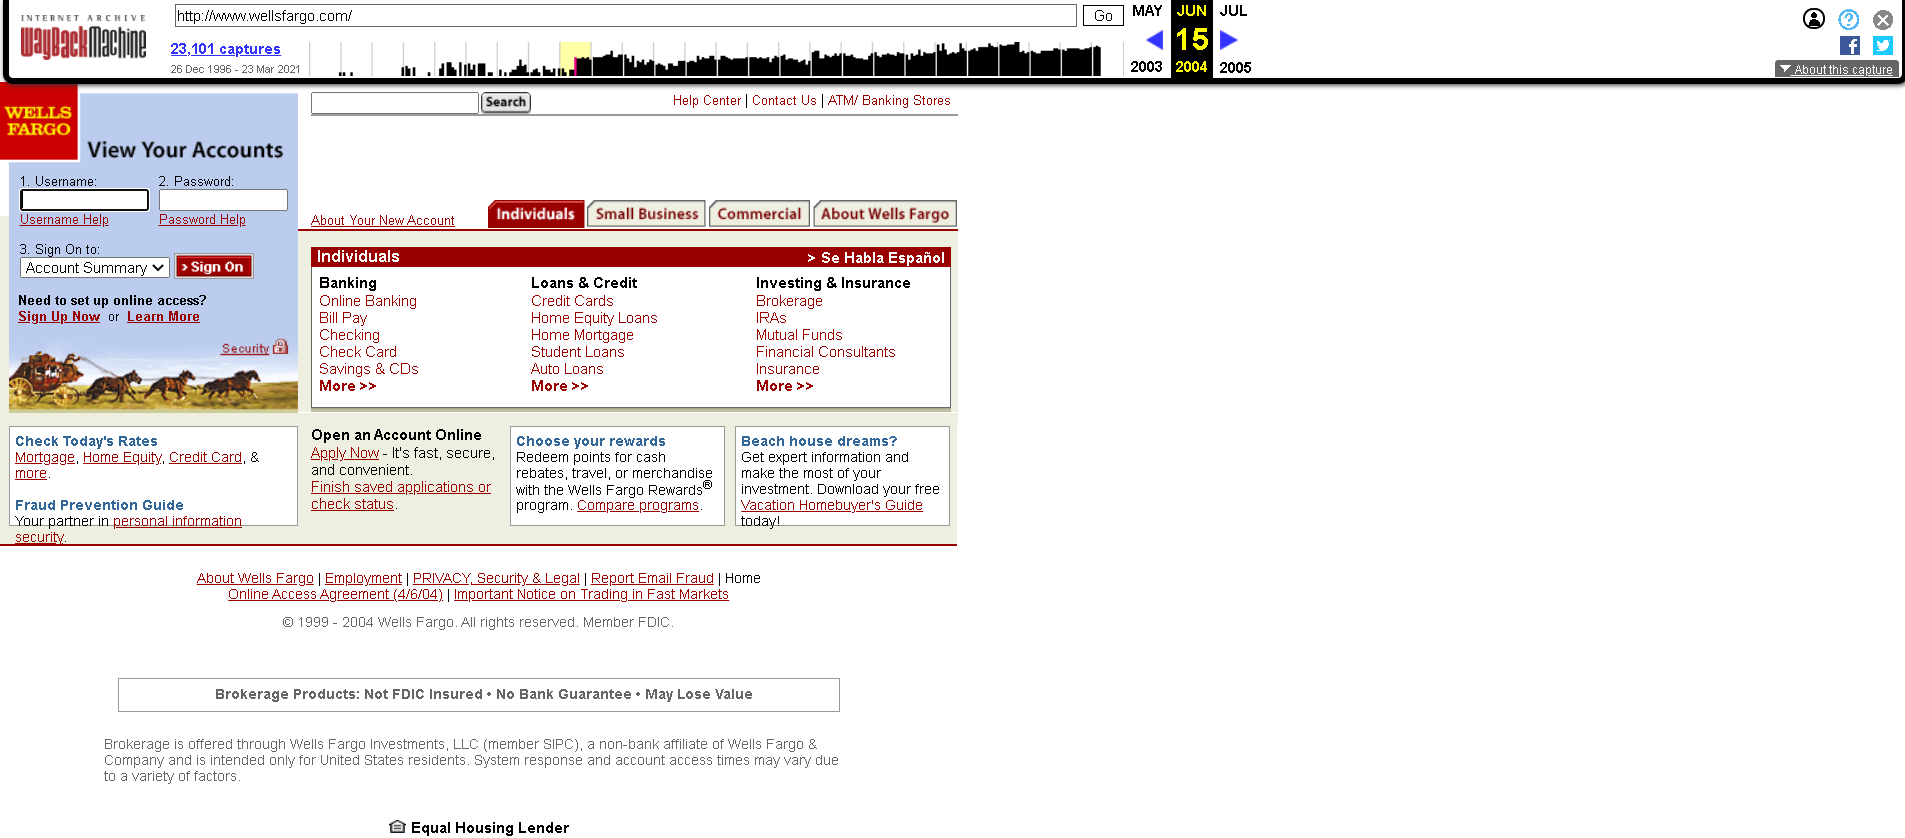 INTERNET ARCHIVE
WayBackMachine
http://www.wellsfargo.com/
Go
23,101 captures
26 Dec 1996 - 23 Mar 2021
MAY JUN JUL
15
2003 2004 2005
About this capture
WELLS
FARGO
View Your Accounts
1. Username:
2. Password:
Username Help
Password Help
3. Sign On to:
Account Summary
Sign On
Need to set up online access?
Sign Up Now or Learn More
Security
Search
Help Center | Contact Us | ATM/ Banking Stores
About Your New Account
Individuals
Small Business
Commercial
About Wells Fargo
Individuals
> Se Habla Español
Banking
Online Banking
Bill Pay
Checking
Check Card
Savings & CDs
More >>
Loans & Credit
Credit Cards
Home Equity Loans
Home Mortgage
Student Loans
Auto Loans
More >>
Investing & Insurance
Brokerage
IRAs
Mutual Funds
Financial Consultants
Insurance
More >>
Check Today's Rates
Mortgage, Home Equity, Credit Card, &
more.
Fraud Prevention Guide
Your partner in personal information
security.
Open an Account Online
Apply Now - It's fast, secure,
and convenient.
Finish saved applications or
check status.
Choose your rewards
Redeem points for cash
rebates, travel, or merchandise
with the Wells Fargo Rewards®
program. Compare programs.
Beach house dreams?
Get expert information and
make the most of your
investment. Download your free
Vacation Homebuyer's Guide
today!
About Wells Fargo | Employment | PRIVACY, Security & Legal | Report Email Fraud | Home
Online Access Agreement (4/6/04) | Important Notice on Trading in Fast Markets
© 1999 - 2004 Wells Fargo. All rights reserved. Member FDIC.
Brokerage Products: Not FDIC Insured • No Bank Guarantee • May Lose Value
Brokerage is offered through Wells Fargo Investments, LLC (member SIPC), a non-bank affiliate of Wells Fargo &
Company and is intended only for United States residents. System response and account access times may vary due
to a variety of factors.
Equal Housing Lender